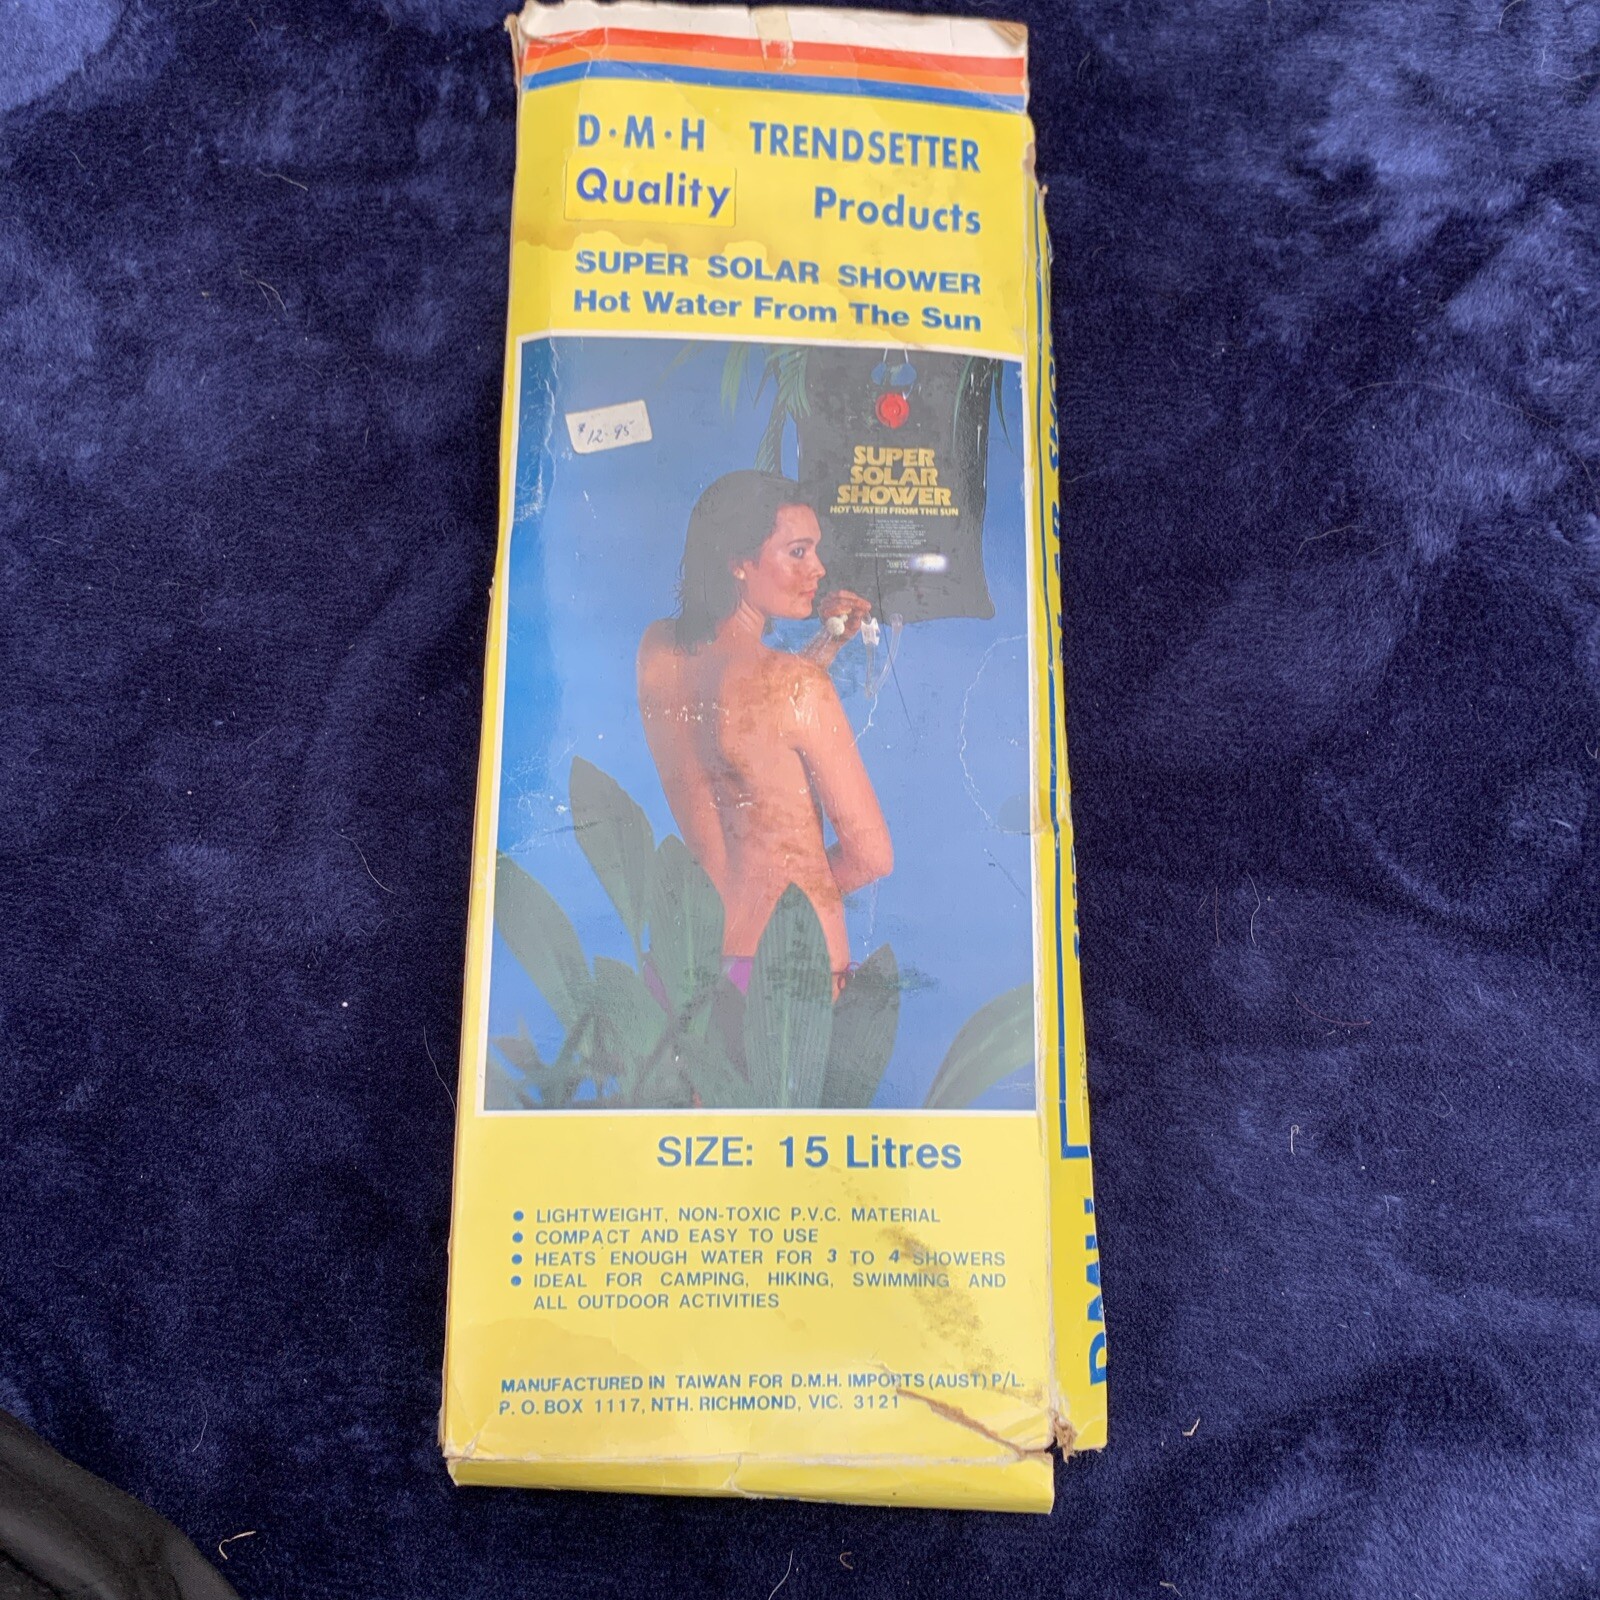 D·M·H TRENDSETTER
Quality Products
SUPER SOLAR SHOWER
Hot Water From The Sun
$12.95
SUPER
SOLAR
SHOWER
HOT WATER FROM THE SUN
SIZE: 15 Litres
● LIGHTWEIGHT, NON-TOXIC P.V.C. MATERIAL
● COMPACT AND EASY TO USE
● HEATS ENOUGH WATER FOR 3 TO 4 SHOWERS
● IDEAL FOR CAMPING, HIKING, SWIMMING AND
ALL OUTDOOR ACTIVITIES
MANUFACTURED IN TAIWAN FOR D.M.H. IMPORTS (AUST) P/L.
P. O. BOX 1117, NTH. RICHMOND, VIC. 3121